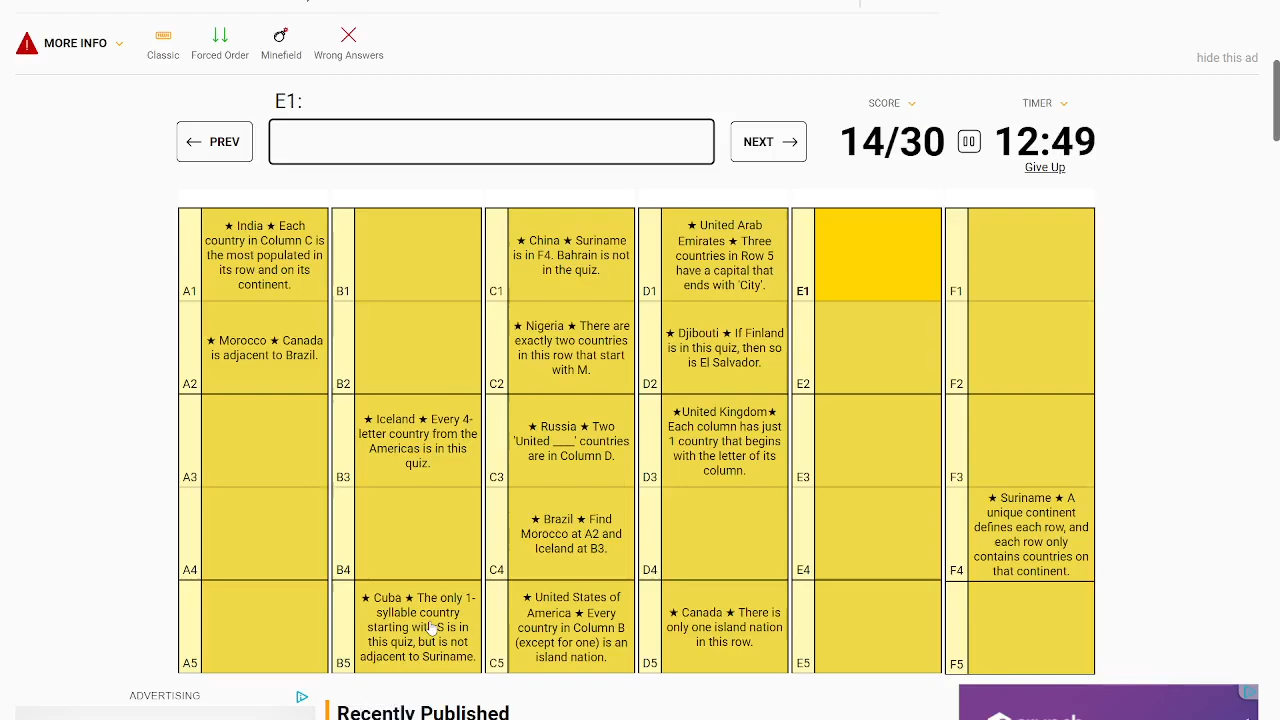 MORE INFO
Classic
Forced Order
Minefield
Wrong Answers
hide this ad
E1:
PREV
NEXT
SCORE
14/30
TIMER
12:49
Give Up
A1
★ India ★ Each
country in Column C is
the most populated in
its row and on its
continent.
B1
C1
★ China ★ Suriname
is in F4. Bahrain is not
in the quiz.
D1
★ United Arab
Emirates ★ Three
countries in Row 5
have a capital that
ends with 'City'.
E1
F1
A2
★ Morocco ★ Canada
is adjacent to Brazil.
B2
C2
★ Nigeria ★ There are
exactly two countries
in this row that start
with M.
D2
★ Djibouti ★ If Finland
is in this quiz, then so
is El Salvador.
E2
F2
A3
B3
★ Iceland ★ Every 4-
letter country from the
Americas is in this
quiz.
C3
★ Russia ★ Two
'United ____' countries
are in Column D.
D3
★United Kingdom★
Each column has just
1 country that begins
with the letter of its
column.
E3
F3
A4
B4
C4
★ Brazil ★ Find
Morocco at A2 and
Iceland at B3.
D4
E4
F4
★ Suriname ★ A
unique continent
defines each row, and
each row only
contains countries on
that continent.
A5
B5
★ Cuba ★ The only 1-
syllable country
starting with S is in
this quiz, but is not
adjacent to Suriname.
C5
★ United States of
America ★ Every
country in Column B
(except for one) is an
island nation.
D5
★ Canada ★ There is
only one island nation
in this row.
E5
F5
ADVERTISING
Recently Published